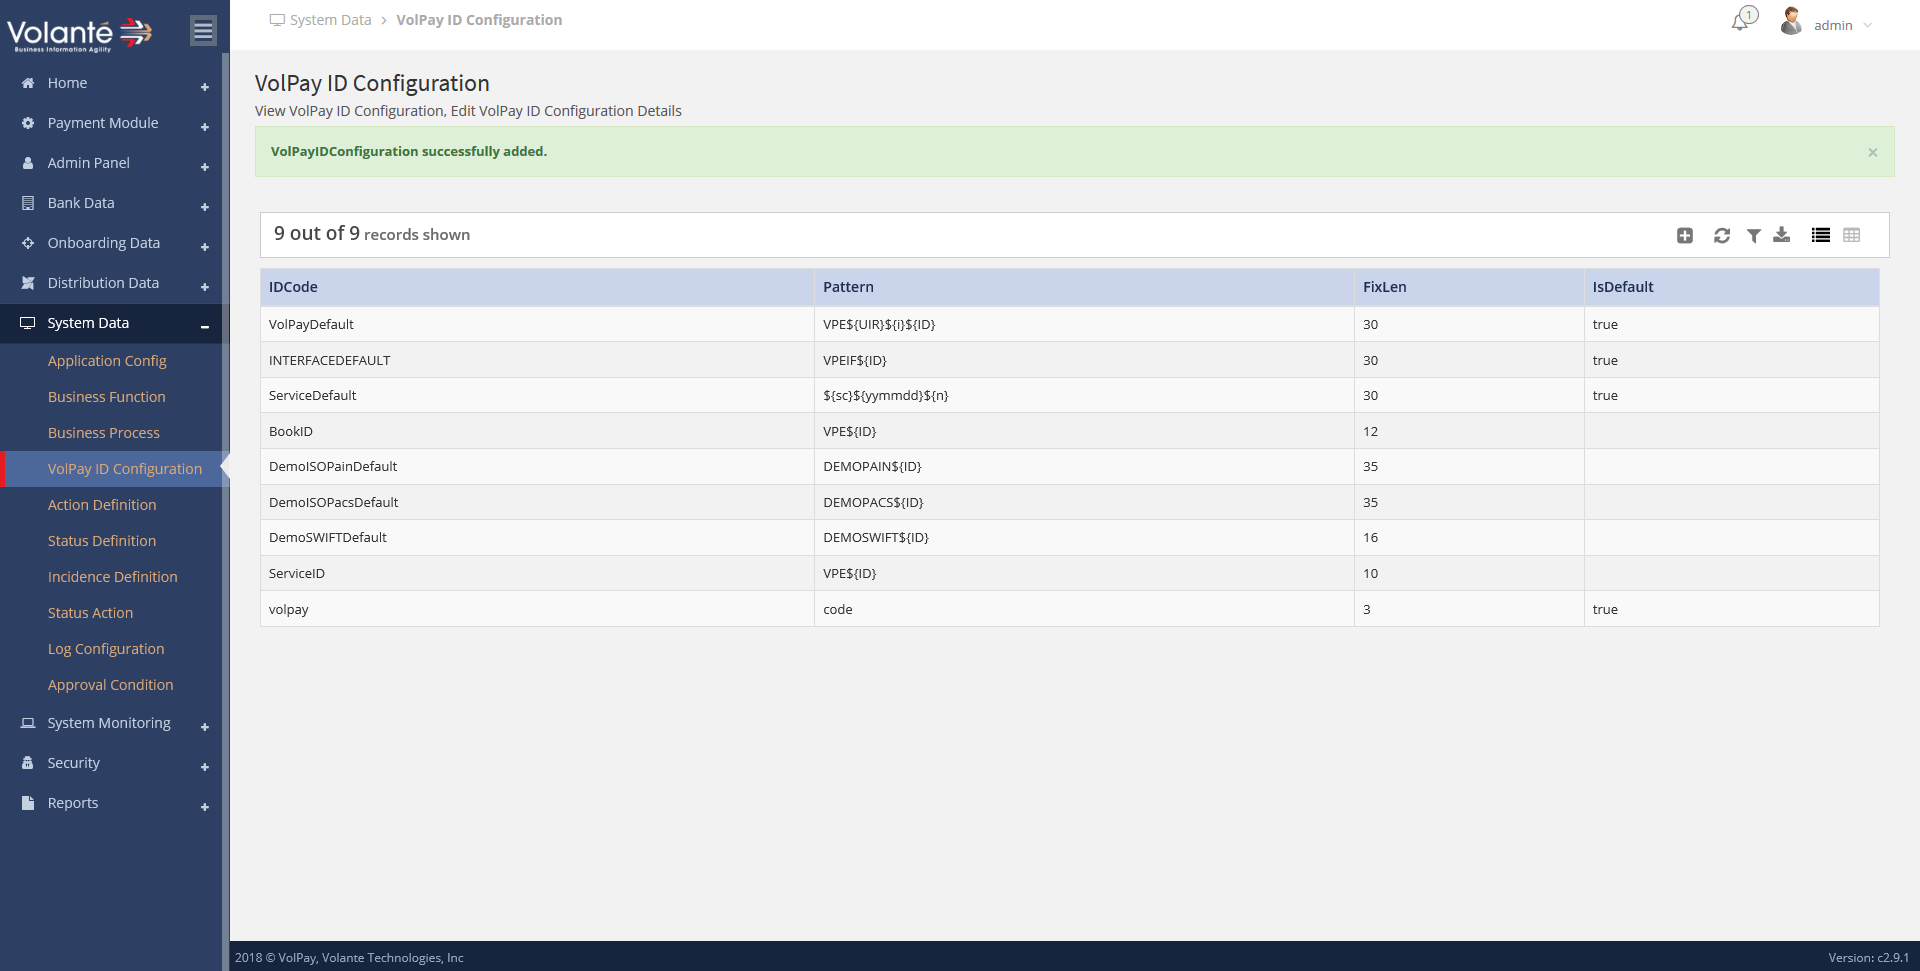 Volanté
Business Information Agility
System Data > VolPay ID Configuration
1
admin
Home
Payment Module
Admin Panel
Bank Data
Onboarding Data
Distribution Data
System Data
Application Config
Business Function
Business Process
VolPay ID Configuration
Action Definition
Status Definition
Incidence Definition
Status Action
Log Configuration
Approval Condition
System Monitoring
Security
Reports
VolPay ID Configuration
View VolPay ID Configuration, Edit VolPay ID Configuration Details
VolPayIDConfiguration successfully added. ×
9 out of 9 records shown
IDCode Pattern FixLen IsDefault
VolPayDefault VPE${UIR}${i}${ID} 30 true
INTERFACEDEFAULT VPEIF${ID} 30 true
ServiceDefault ${sc}${yymmdd}${n} 30 true
BookID VPE${ID} 12
DemoISOPainDefault DEMOPAIN${ID} 35
DemoISOPacsDefault DEMOPACS${ID} 35
DemoSWIFTDefault DEMOSWIFT${ID} 16
ServiceID VPE${ID} 10
volpay code 3 true
2018 © VolPay, Volante Technologies, Inc Version: c2.9.1